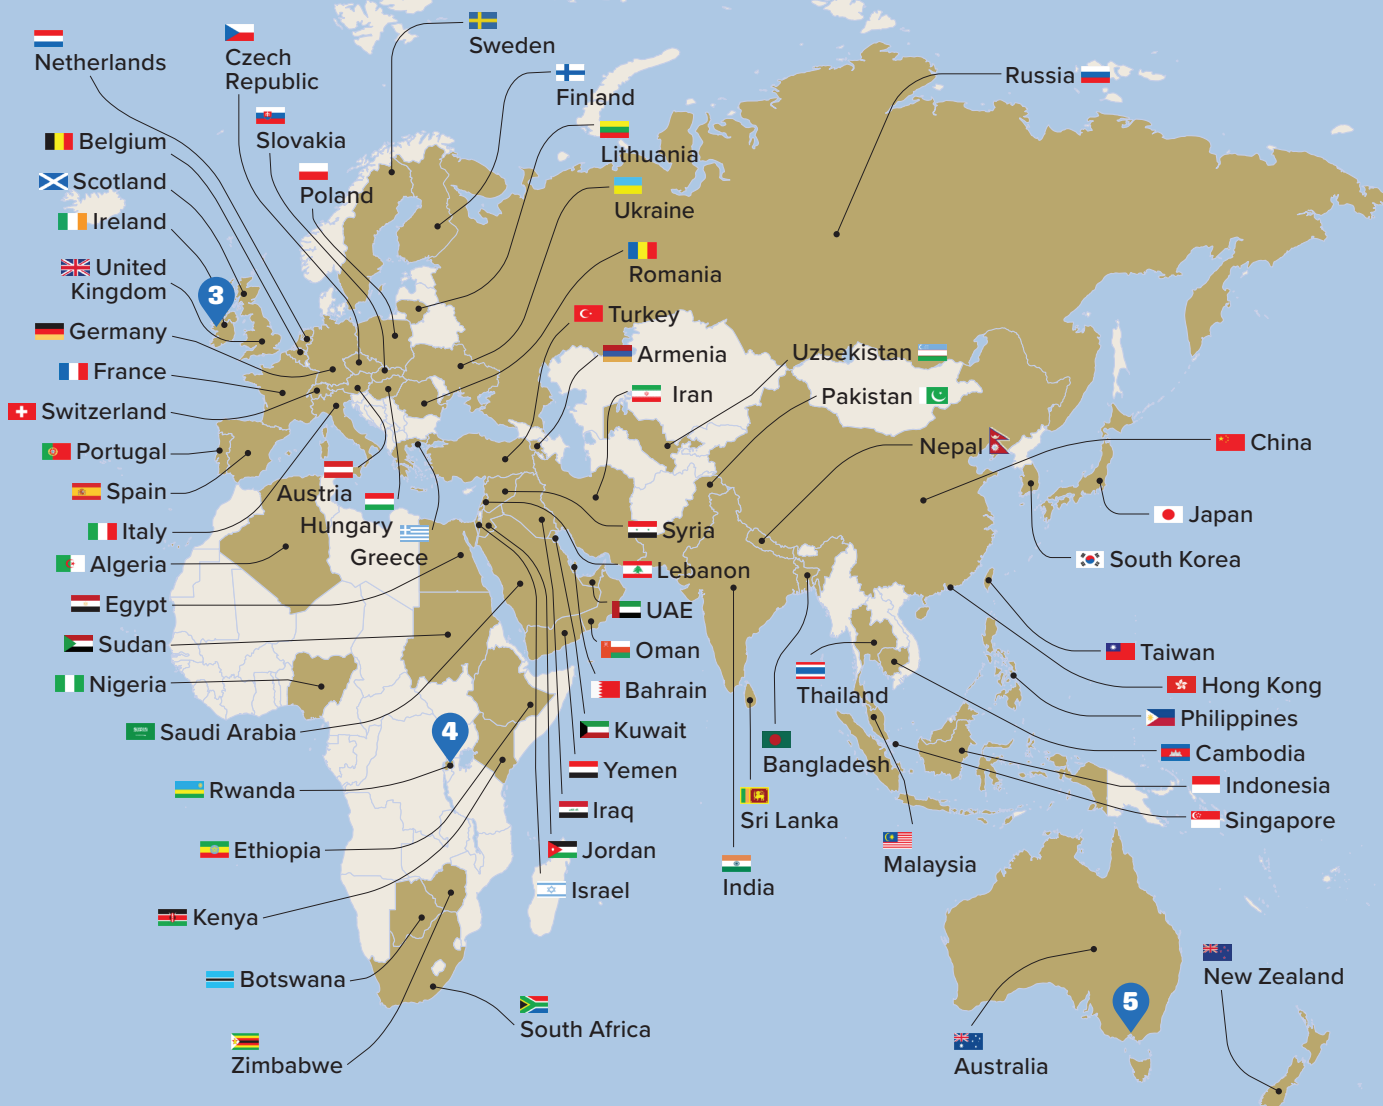 Netherlands
Czech
Republic
Sweden
Finland
Russia
Slovakia
Belgium
Lithuania
Scotland
Poland
Ukraine
Ireland
United
Kingdom
3
Romania
Germany
Turkey
Armenia
Uzbekistan
France
Iran
Pakistan
Switzerland
Nepal
China
Portugal
Spain
Austria
Hungary
Greece
Italy
Syria
Japan
South Korea
Algeria
Lebanon
Egypt
UAE
Sudan
Oman
Taiwan
Nigeria
Bahrain
Thailand
Hong Kong
Saudi Arabia
4
Kuwait
Philippines
Bangladesh
Cambodia
Yemen
Rwanda
Indonesia
Iraq
Sri Lanka
Singapore
Ethiopia
Jordan
Malaysia
Israel
India
Kenya
Botswana
New Zealand
5
South Africa
Zimbabwe
Australia